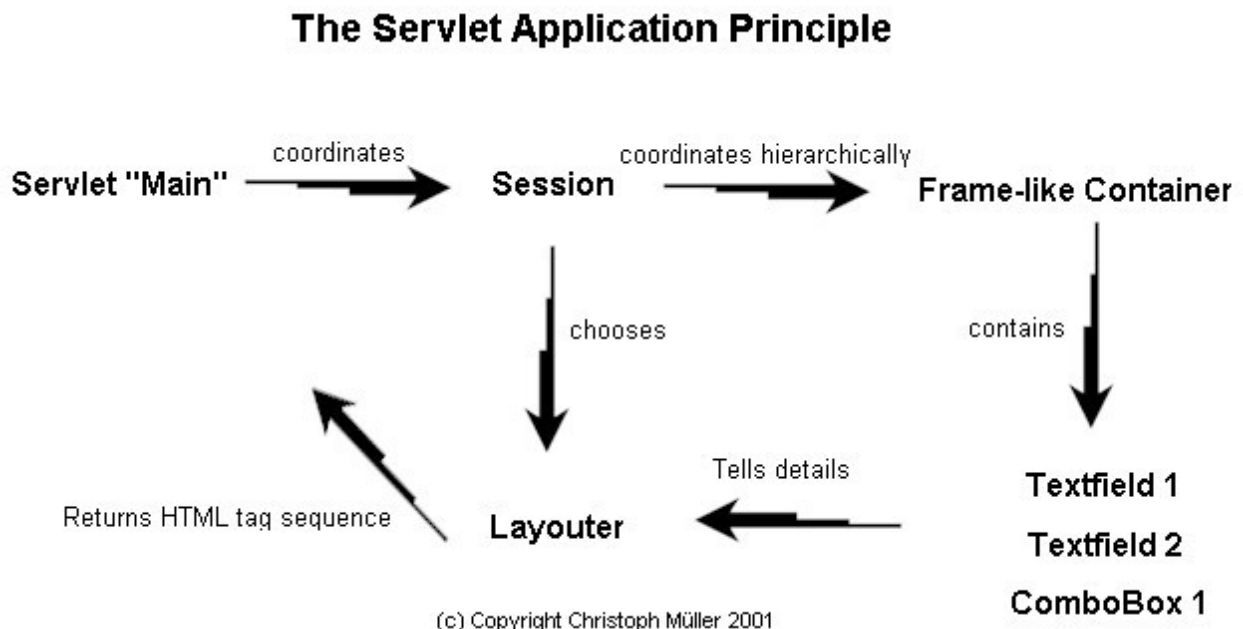 The Servlet Application Principle
coordinates
coordinates hierarchically
Servlet "Main"
Session
Frame-like Container
chooses
contains
Tells details
Textfield 1
Returns HTML tag sequence
Layouter
Textfield 2
ComboBox 1
(c) Copyright Christoph Müller 2001